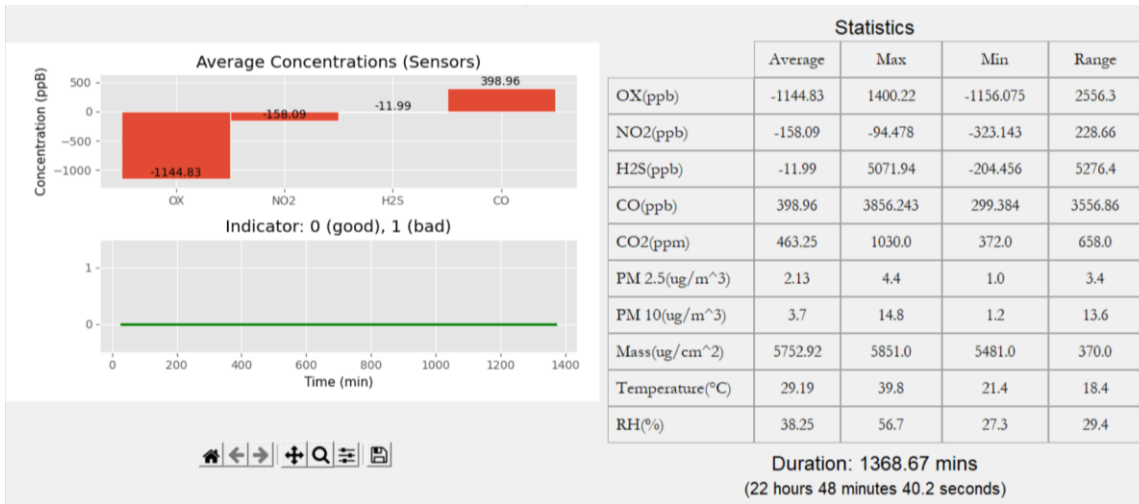 Average Concentrations (Sensors)
Concentration (ppB)
500
0
−500
−1000
-1144.83
-158.09
-11.99
398.96
OX NO2 H2S CO
Indicator: 0 (good), 1 (bad)
1
0
0 200 400 600 800 1000 1200 1400
Time (min)
Statistics
Average Max Min Range
OX(ppb) -1144.83 1400.22 -1156.075 2556.3
NO2(ppb) -158.09 -94.478 -323.143 228.66
H2S(ppb) -11.99 5071.94 -204.456 5276.4
CO(ppb) 398.96 3856.243 299.384 3556.86
CO2(ppm) 463.25 1030.0 372.0 658.0
PM 2.5(ug/m^3) 2.13 4.4 1.0 3.4
PM 10(ug/m^3) 3.7 14.8 1.2 13.6
Mass(ug/cm^2) 5752.92 5851.0 5481.0 370.0
Temperature(°C) 29.19 39.8 21.4 18.4
RH(%) 38.25 56.7 27.3 29.4
Duration: 1368.67 mins
(22 hours 48 minutes 40.2 seconds)